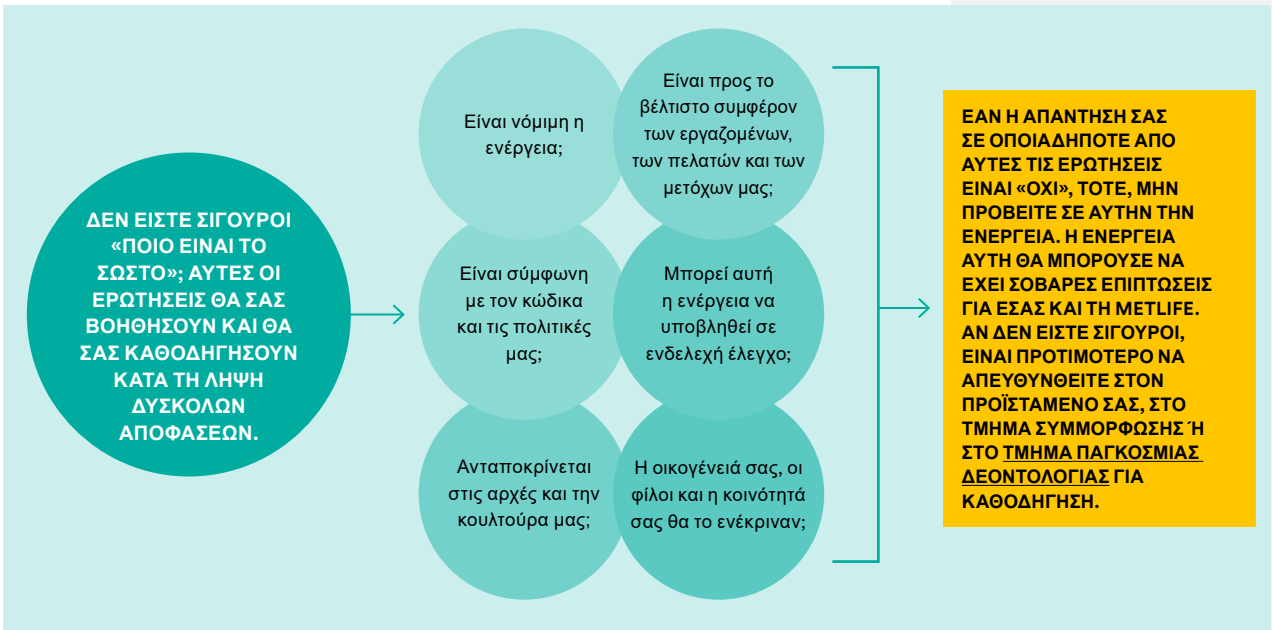 ΔΕΝ ΕΙΣΤΕ ΣΙΓΟΥΡΟΙ
«ΠΟΙΟ ΕΙΝΑΙ ΤΟ
ΣΩΣΤΟ»; ΑΥΤΕΣ ΟΙ
ΕΡΩΤΗΣΕΙΣ ΘΑ ΣΑΣ
ΒΟΗΘΗΣΟΥΝ ΚΑΙ ΘΑ
ΣΑΣ ΚΑΘΟΔΗΓΗΣΟΥΝ
ΚΑΤΑ ΤΗ ΛΗΨΗ
ΔΥΣΚΟΛΩΝ
ΑΠΟΦΑΣΕΩΝ.
Είναι νόμιμη η
ενέργεια;
Είναι προς το
βέλτιστο συμφέρον
των εργαζομένων,
των πελατών και των
μετόχων μας;
Είναι σύμφωνη
με τον κώδικα
και τις πολιτικές
μας;
Μπορεί αυτή
η ενέργεια να
υποβληθεί σε
ενδελεχή έλεγχο;
Ανταποκρίνεται
στις αρχές και την
κουλτούρα μας;
Η οικογένειά σας, οι
φίλοι και η κοινότητά
σας θα το ενέκριναν;
ΕΑΝ Η ΑΠΑΝΤΗΣΗ ΣΑΣ
ΣΕ ΟΠΟΙΑΔΗΠΟΤΕ ΑΠΟ
ΑΥΤΕΣ ΤΙΣ ΕΡΩΤΗΣΕΙΣ
ΕΙΝΑΙ «ΟΧΙ», ΤΟΤΕ, ΜΗΝ
ΠΡΟΒΕΙΤΕ ΣΕ ΑΥΤΗΝ ΤΗΝ
ΕΝΕΡΓΕΙΑ. Η ΕΝΕΡΓΕΙΑ
ΑΥΤΗ ΘΑ ΜΠΟΡΟΥΣΕ ΝΑ
ΕΧΕΙ ΣΟΒΑΡΕΣ ΕΠΙΠΤΩΣΕΙΣ
ΓΙΑ ΕΣΑΣ ΚΑΙ ΤΗ METLIFE.
ΑΝ ΔΕΝ ΕΙΣΤΕ ΣΙΓΟΥΡΟΙ,
ΕΙΝΑΙ ΠΡΟΤΙΜΟΤΕΡΟ ΝΑ
ΑΠΕΥΘΥΝΘΕΙΤΕ ΣΤΟΝ
ΠΡΟΪΣΤΑΜΕΝΟ ΣΑΣ, ΣΤΟ
ΤΜΗΜΑ ΣΥΜΜΟΡΦΩΣΗΣ Ή
ΣΤΟ ΤΜΗΜΑ ΠΑΓΚΟΣΜΙΑΣ
ΔΕΟΝΤΟΛΟΓΙΑΣ ΓΙΑ
ΚΑΘΟΔΗΓΗΣΗ.